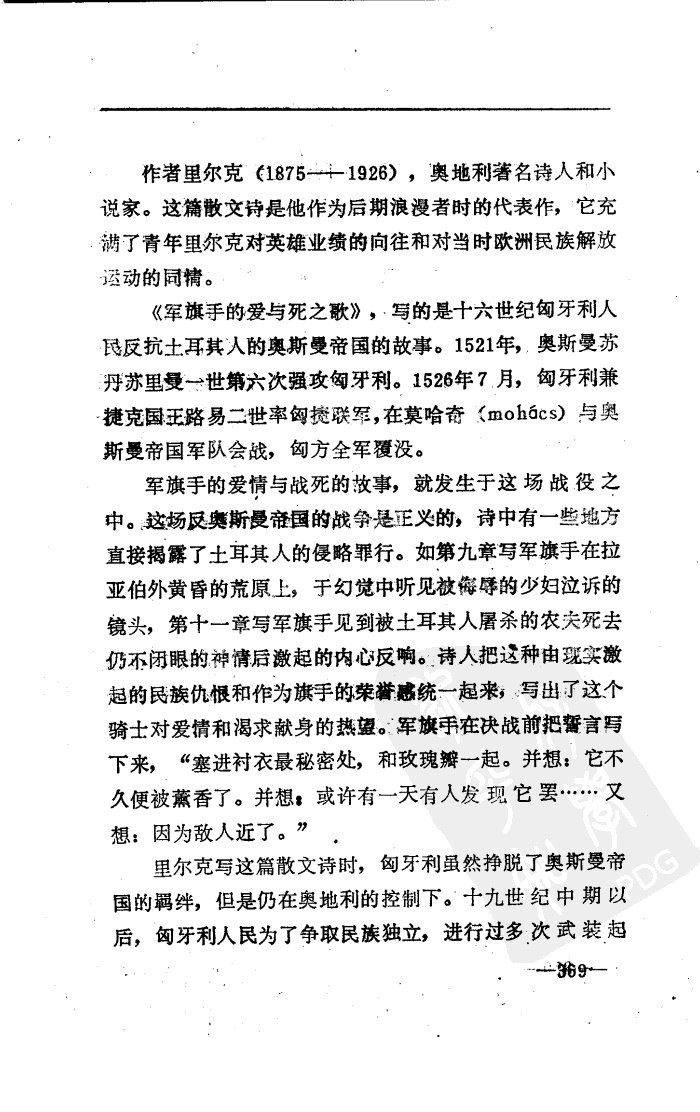 作者里尔克（1875——1926），奥地利著名诗人和小
说家。这篇散文诗是他作为后期浪漫者时的代表作，它充
满了青年里尔克对英雄业绩的向往和对当时欧洲民族解放
运动的同情。
《军旗手的爱与死之歌》，写的是十六世纪匈牙利人
民反抗土耳其人的奥斯曼帝国的故事。1521年，奥斯曼苏
丹苏里曼一世第六次强攻匈牙利。1526年7月，匈牙利兼
捷克国王路易二世率匈捷联军，在莫哈奇（mohács）与奥
斯曼帝国军队会战，匈方全军覆没。
军旗手的爱情与战死的故事，就发生于这场战役之
中。这场反奥斯曼帝国的战争是正义的，诗中有一些地方
直接揭露了土耳其人的侵略罪行。如第九章写军旗手在拉
亚伯外黄昏的荒原上，于幻觉中听见被侮辱的少妇泣诉的
镜头，第十一章写军旗手见到被土耳其人屠杀的农夫死去
仍不闭眼的神情后激起的内心反响。诗人把这种由现实激
起的民族仇恨和作为旗手的荣誉感统一起来，写出了这个
骑士对爱情和渴求献身的热望。军旗手在决战前把誓言写
下来，“塞进衬衣最秘密处，和玫瑰瓣一起。并想：它不
久便被薰香了。并想：或许有一天有人发现它罢……又
想：因为敌人近了。”
里尔克写这篇散文诗时，匈牙利虽然挣脱了奥斯曼帝
国的羁绊，但是仍在奥地利的控制下。十九世纪中期以
后，匈牙利人民为了争取民族独立，进行过多次武装起
—369—